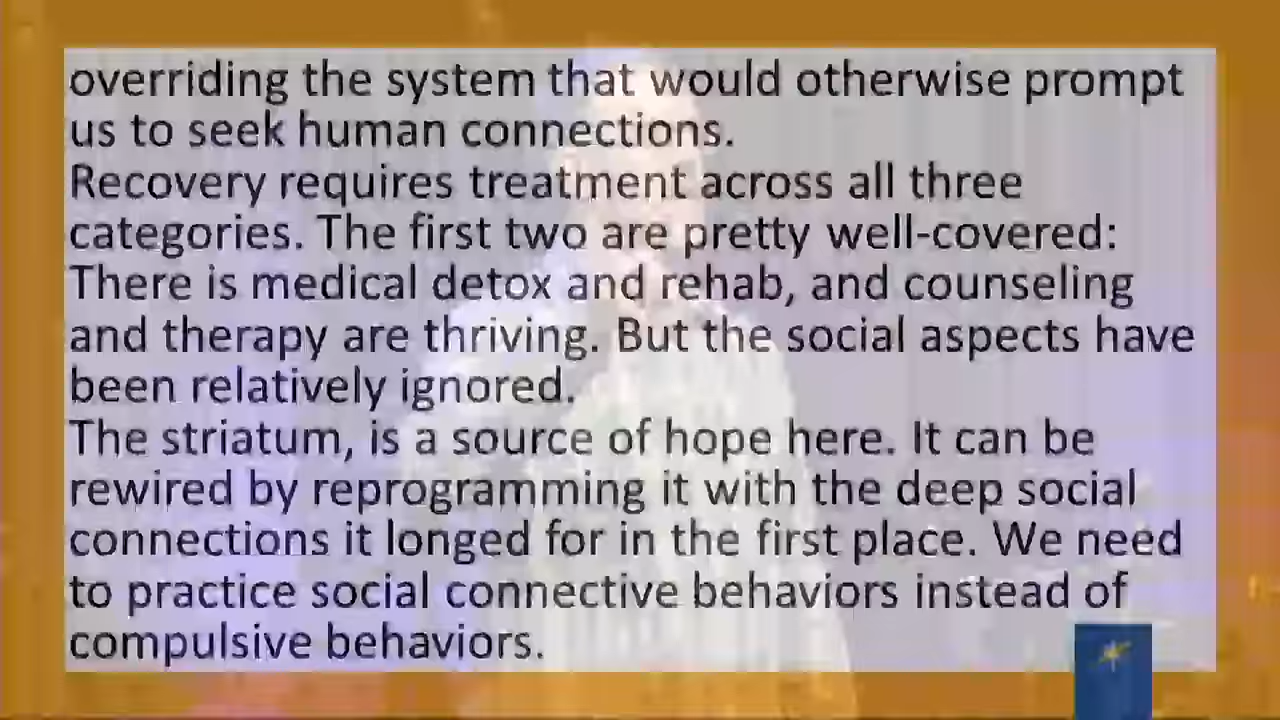 overriding the system that would otherwise prompt
us to seek human connections.
Recovery requires treatment across all three
categories. The first two are pretty well-covered:
There is medical detox and rehab, and counseling
and therapy are thriving. But the social aspects have
been relatively ignored.
The striatum, is a source of hope here. It can be
rewired by reprogramming it with the deep social
connections it longed for in the first place. We need
to practice social connective behaviors instead of
compulsive behaviors.